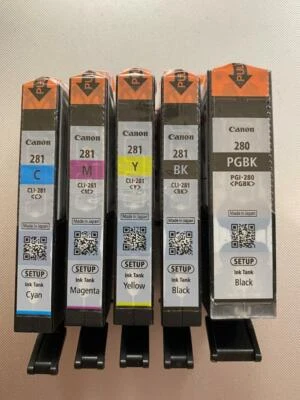 PULL
Canon
281
C
CLI-281
<C>
Made in Japan
SETUP
Ink Tank
Cyan
PULL
Canon
281
M
CLI-281
<M>
Made in Japan
SETUP
Ink Tank
Magenta
PULL
Canon
281
Y
CLI-281
<Y>
Made in Japan
SETUP
Ink Tank
Yellow
PULL
Canon
281
BK
CLI-281
<BK>
Made in Japan
SETUP
Ink Tank
Black
PULL
Canon
280
PGBK
PGI-280
<PGBK>
Made in Japan
SETUP
Ink Tank
Black